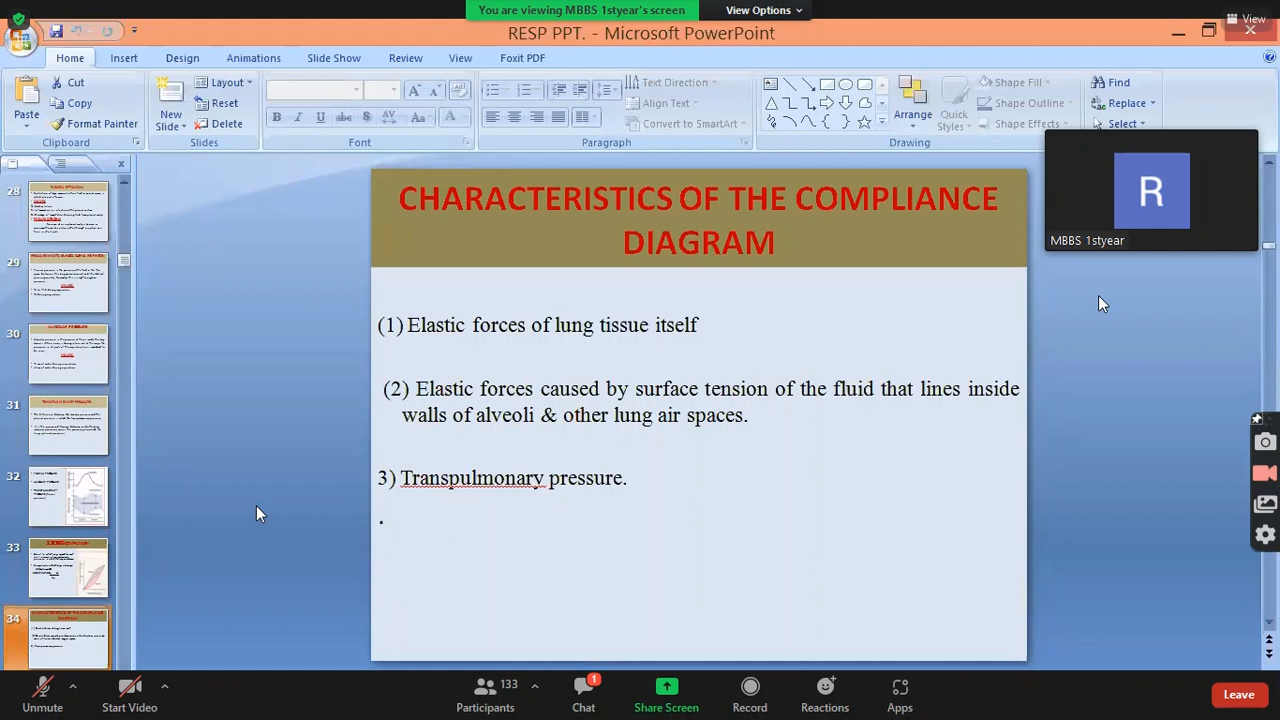 You are viewing MBBS 1styear's screen
View Options
View
RESP PPT. - Microsoft PowerPoint
Home Insert Design Animations Slide Show Review View Foxit PDF
Paste
Cut
Copy
Format Painter
Clipboard
New Slide
Layout
Reset
Delete
Slides
B I U S abc AV Aa A
Font
Text Direction
Align Text
Convert to SmartArt
Paragraph
Arrange
Quick Styles
Shape Fill
Shape Outline
Shape Effects
Drawing
Find
Replace
Select
R
MBBS 1styear
28
29
30
31
32
33
34
CHARACTERISTICS OF THE COMPLIANCE
DIAGRAM
(1) Elastic forces of lung tissue itself
(2) Elastic forces caused by surface tension of the fluid that lines inside
walls of alveoli & other lung air spaces.
3) Transpulmonary pressure.
.
Unmute
Start Video
133
Participants
1
Chat
Share Screen
Record
Reactions
Apps
Leave